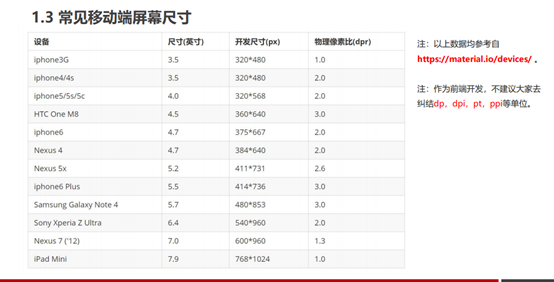 1.3 常见移动端屏幕尺寸
设备 尺寸(英寸) 开发尺寸(px) 物理像素比(dpr)
iphone3G 3.5 320*480 1.0
iphone4/4s 3.5 320*480 2.0
iphone5/5s/5c 4.0 320*568 2.0
HTC One M8 4.5 360*640 3.0
iphone6 4.7 375*667 2.0
Nexus 4 4.7 384*640 2.0
Nexus 5x 5.2 411*731 2.6
iphone6 Plus 5.5 414*736 3.0
Samsung Galaxy Note 4 5.7 480*853 3.0
Sony Xperia Z Ultra 6.4 540*960 2.0
Nexus 7 ('12) 7.0 600*960 1.3
iPad Mini 7.9 768*1024 1.0
注：以上数据均参考自
https://material.io/devices/ 。
注：作为前端开发，不建议大家去
纠结dp，dpi，pt，ppi等单位。